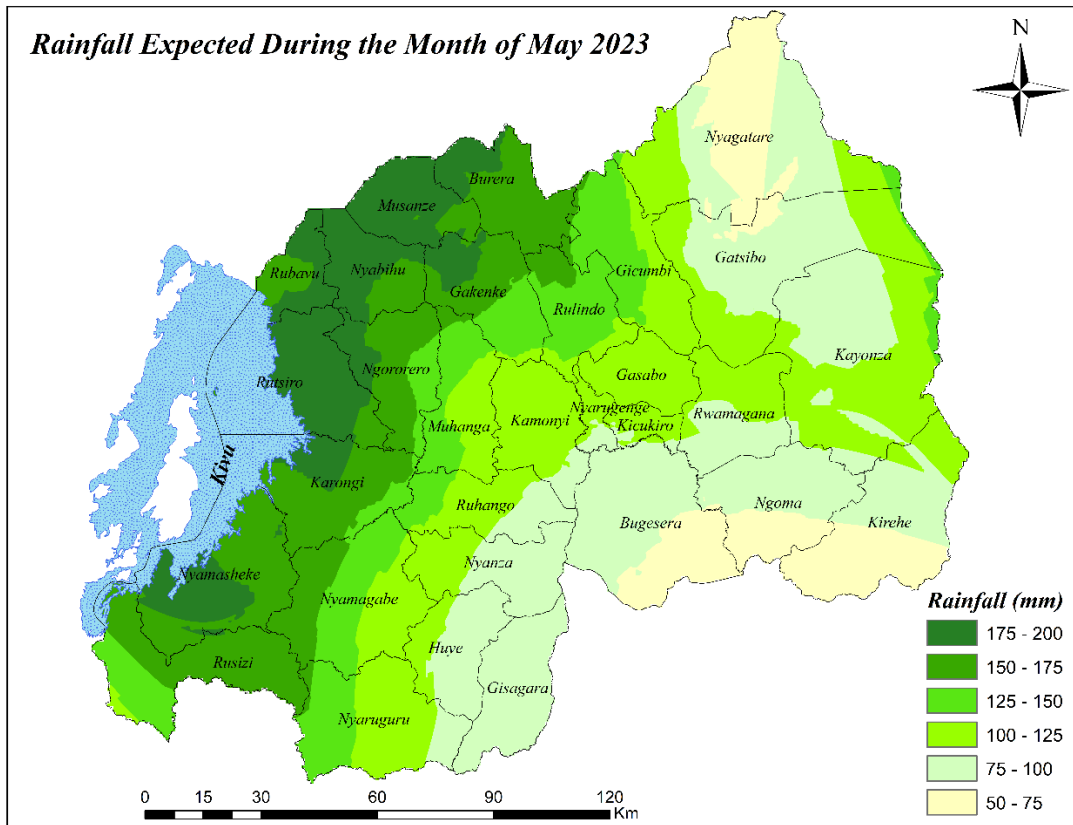 Rainfall Expected During the Month of May 2023
N
Nyagatare
Burera
Musanze
Gatsibo
Rubavu
Nyabihu
Gicumbi
Gakenke
Rulindo
Kayonza
Ngororero
Gasabo
Rutsiro
Nyarugenge
Rwamagana
Muhanga
Kamonyi
Kicukiro
Kivu
Karongi
Ruhango
Ngoma
Bugesera
Kirehe
Nyanza
Nyamasheke
Nyamagabe
Huye
Rusizi
Gisagara
Nyaruguru
Rainfall (mm)
175 - 200
150 - 175
125 - 150
100 - 125
75 - 100
50 - 75
0 15 30 60 90 120
Km